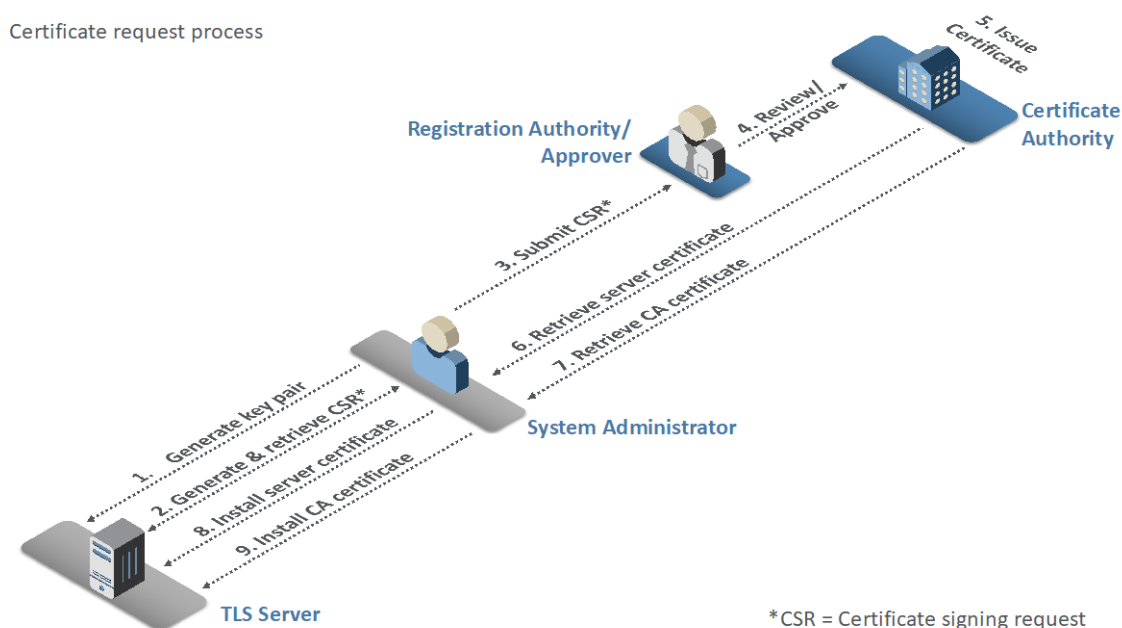 Certificate request process
5. Issue
Certificate
Certificate
Authority
Registration Authority/
Approver
4. Review/
Approve
3. Submit CSR*
6. Retrieve server certificate
7. Retrieve CA certificate
System Administrator
1. Generate key pair
2. Generate & retrieve CSR*
8. Install server certificate
9. Install CA certificate
TLS Server
*CSR = Certificate signing request